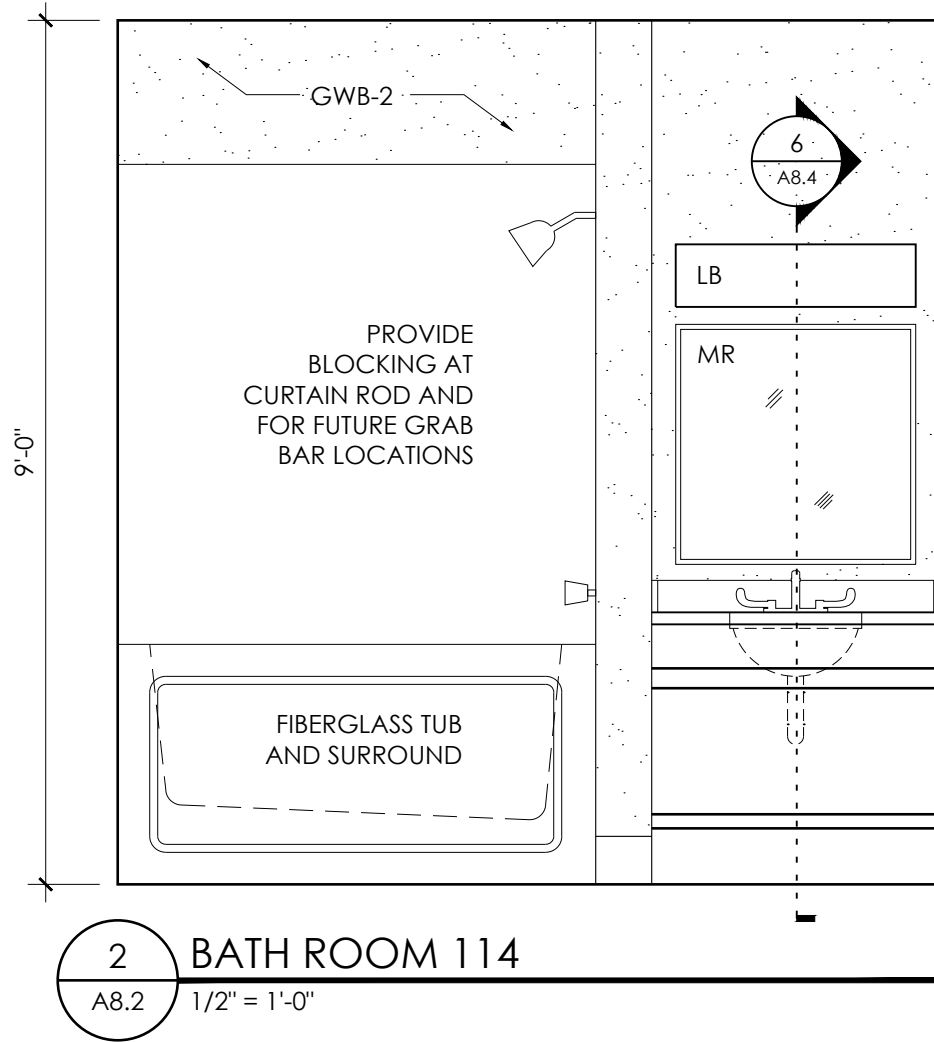 GWB-2
6
A8.4
LB
MR
PROVIDE
BLOCKING AT
CURTAIN ROD AND
FOR FUTURE GRAB
BAR LOCATIONS
9'-0"
FIBERGLASS TUB
AND SURROUND
2
A8.2
BATH ROOM 114
1/2" = 1'-0"